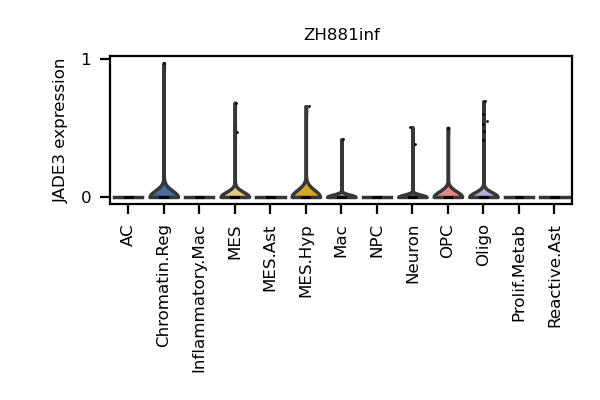 ZH881inf
JADE3 expression
1
0
AC
Chromatin.Reg
Inflammatory.Mac
MES
MES.Ast
MES.Hyp
Mac
NPC
Neuron
OPC
Oligo
Prolif.Metab
Reactive.Ast